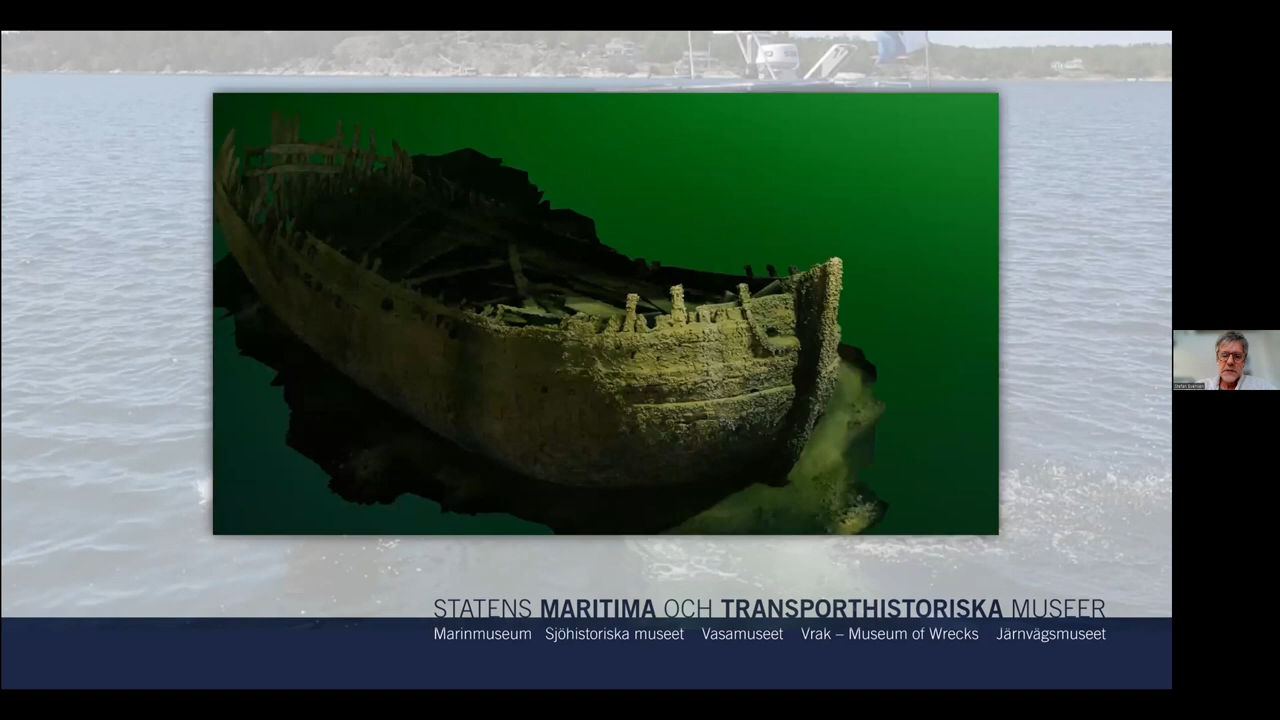 STATENS MARITIMA OCH TRANSPORTHISTORISKA MUSEER
Marinmuseum Sjöhistoriska museet Vasamuseet Vrak – Museum of Wrecks Järnvägsmuseet